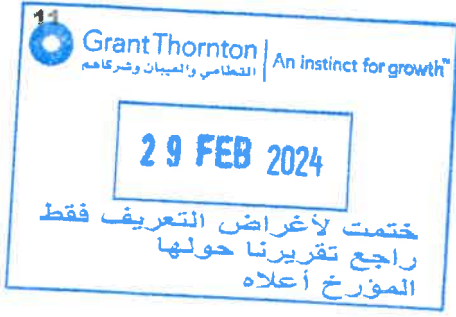 11
Grant Thornton | An instinct for growth™
القطامي والعيبان وشركاهم
29 FEB 2024
ختمت لأغراض التعريف فقط
راجع تقريرنا حولها
المؤرخ أعلاه